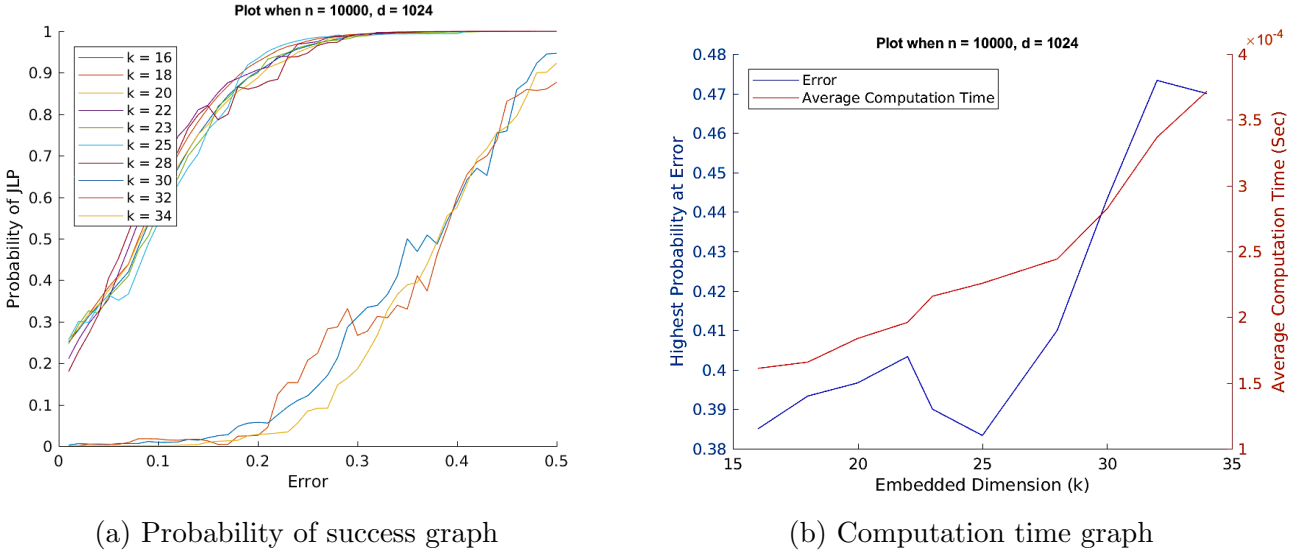 Plot when n = 10000, d = 1024
1
0.9
0.8
0.7
0.6
0.5
0.4
0.3
0.2
0.1
0
Probability of JLP
k = 16
k = 18
k = 20
k = 22
k = 23
k = 25
k = 28
k = 30
k = 32
k = 34
0 0.1 0.2 0.3 0.4 0.5
Error
(a) Probability of success graph
Plot when n = 10000, d = 1024
×10⁻⁴
0.48
0.47
0.46
0.45
0.44
0.43
0.42
0.41
0.4
0.39
0.38
Highest Probability at Error
Error
Average Computation Time
4
3.5
3
2.5
2
1.5
1
Average Computation Time (Sec)
15 20 25 30 35
Embedded Dimension (k)
(b) Computation time graph